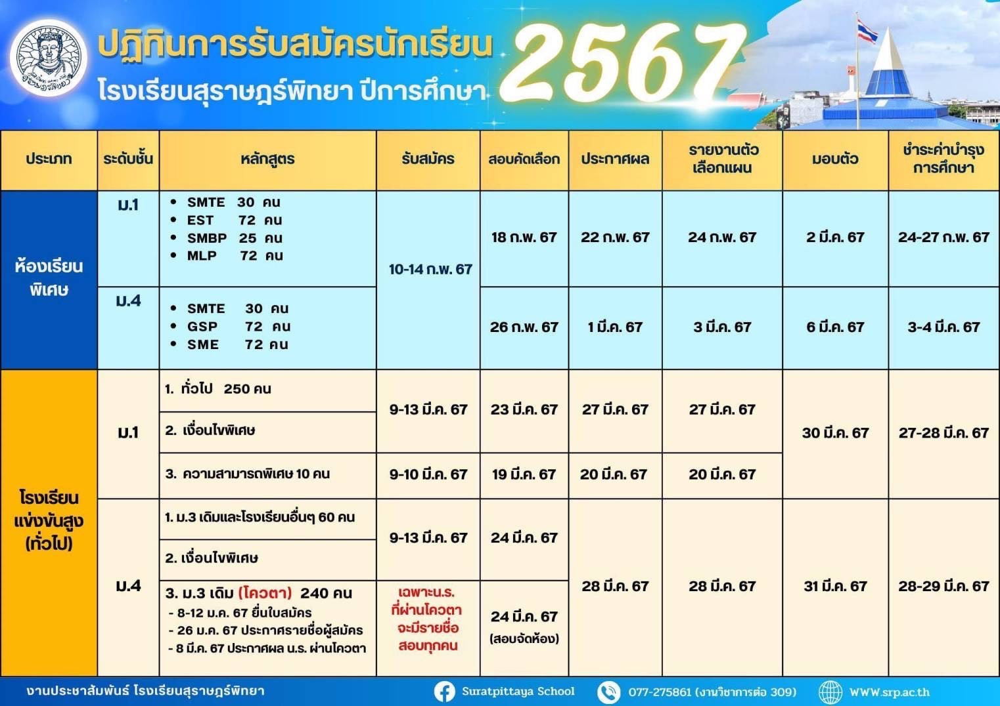 ปฏิทินการรับสมัครนักเรียน 2567
โรงเรียนสุราษฎร์พิทยา ปีการศึกษา
สุราษฎร์พิทยา
ประเภท ระดับชั้น หลักสูตร รับสมัคร สอบคัดเลือก ประกาศผล รายงานตัว มอบตัว ชำระค่าบำรุง
เลือกแผน การศึกษา
ห้องเรียน
พิเศษ
ม.1
• SMTE 30 คน
• EST 72 คน
• SMBP 25 คน
• MLP 72 คน
10-14 ก.พ. 67
18 ก.พ. 67 22 ก.พ. 67 24 ก.พ. 67 2 มี.ค. 67 24-27 ก.พ. 67
ม.4
• SMTE 30 คน
• GSP 72 คน
• SME 72 คน
26 ก.พ. 67 1 มี.ค. 67 3 มี.ค. 67 6 มี.ค. 67 3-4 มี.ค. 67
โรงเรียน
แข่งขันสูง
(ทั่วไป)
ม.1
1. ทั่วไป 250 คน
2. เงื่อนไขพิเศษ
9-13 มี.ค. 67 23 มี.ค. 67 27 มี.ค. 67 27 มี.ค. 67
30 มี.ค. 67 27-28 มี.ค. 67
3. ความสามารถพิเศษ 10 คน 9-10 มี.ค. 67 19 มี.ค. 67 20 มี.ค. 67 20 มี.ค. 67
ม.4
1. ม.3 เดิมและโรงเรียนอื่นๆ 60 คน
2. เงื่อนไขพิเศษ
9-13 มี.ค. 67 24 มี.ค. 67
3. ม.3 เดิม (โควตา) 240 คน
- 8-12 ม.ค. 67 ยื่นใบสมัคร
- 26 ม.ค. 67 ประกาศรายชื่อผู้สมัคร
- 8 มี.ค. 67 ประกาศผล น.ร. ผ่านโควตา
เฉพาะน.ร.
ที่ผ่านโควตา
จะมีรายชื่อ
สอบทุกคน
24 มี.ค. 67
(สอบจัดห้อง)
28 มี.ค. 67 28 มี.ค. 67 31 มี.ค. 67 28-29 มี.ค. 67
งานประชาสัมพันธ์ โรงเรียนสุราษฎร์พิทยา Suratpittaya School 077-275861 (งานวิชาการต่อ 309) WWW.srp.ac.th